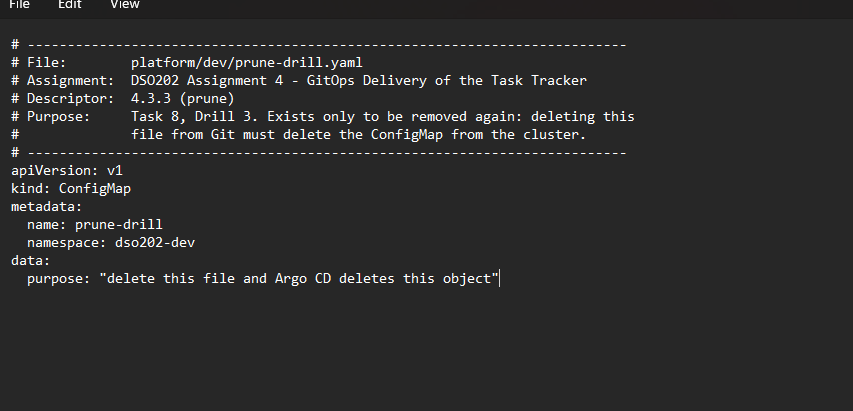 File Edit View
# ---------------------------------------------------------------------------
# File:        platform/dev/prune-drill.yaml
# Assignment:  DSO202 Assignment 4 - GitOps Delivery of the Task Tracker
# Descriptor:  4.3.3 (prune)
# Purpose:     Task 8, Drill 3. Exists only to be removed again: deleting this
#              file from Git must delete the ConfigMap from the cluster.
# ---------------------------------------------------------------------------
apiVersion: v1
kind: ConfigMap
metadata:
  name: prune-drill
  namespace: dso202-dev
data:
  purpose: "delete this file and Argo CD deletes this object"